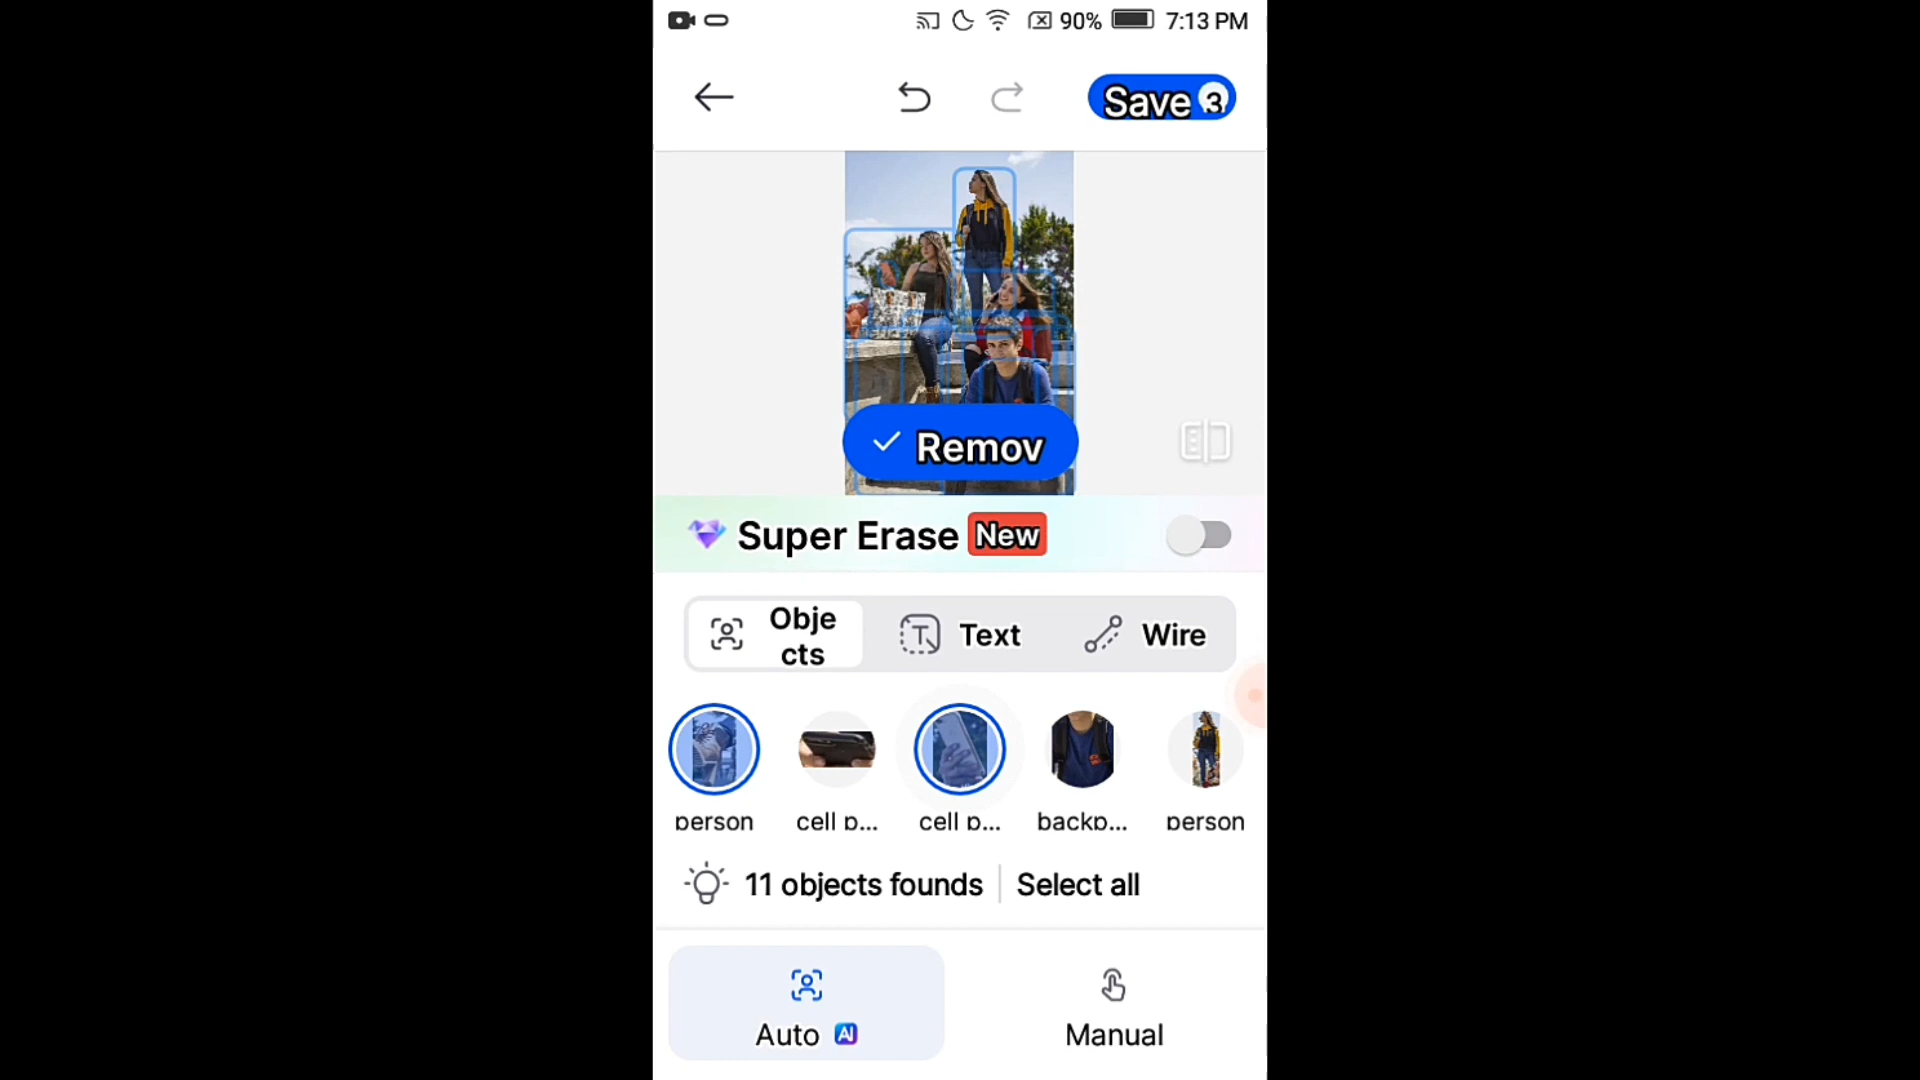 90% 7:13 PM
Save 3
Remov
Super Erase New
Obje
cts
Text
Wire
person
cell p...
cell p...
backp...
person
11 objects founds
Select all
Auto AI
Manual